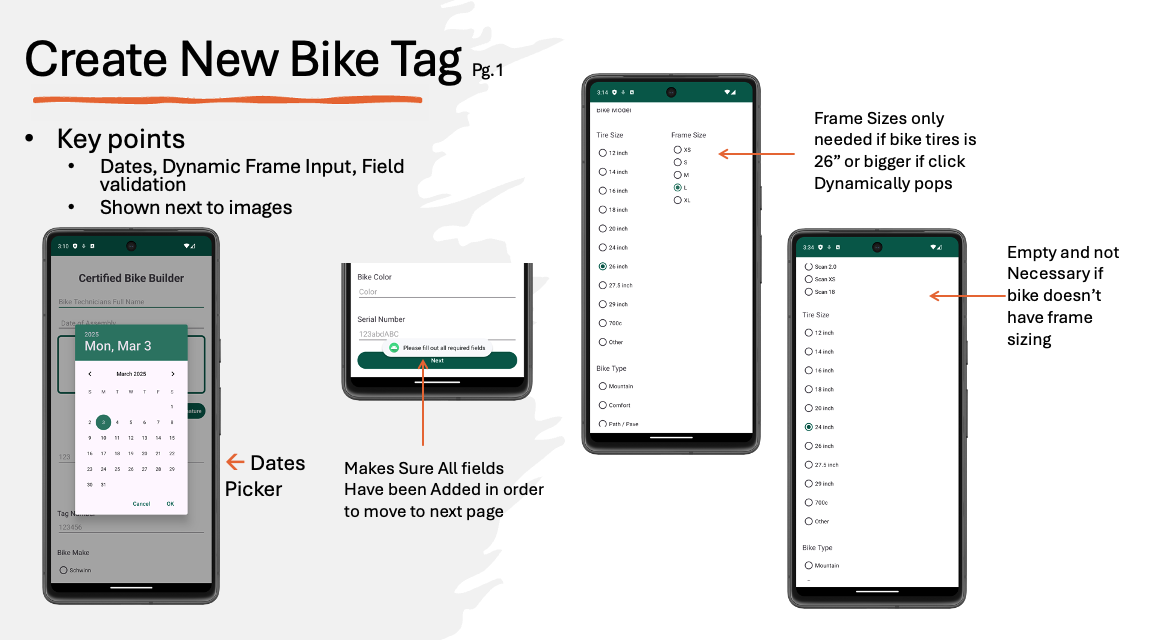 Create New Bike Tag Pg.1
• Key points
• Dates, Dynamic Frame Input, Field
validation
• Shown next to images
3:10
Certified Bike Builder
Bike Technicians Full Name
Date of Assembly
2025
Mon, Mar 3
March 2025
S M T W T F S
1
2 3 4 5 6 7 8
9 10 11 12 13 14 15
16 17 18 19 20 21 22
23 24 25 26 27 28 29
30 31
Cancel OK
123
Tag Nu
123456
Bike Make
Schwinn
← Dates
Picker
Bike Color
Color
Serial Number
123abdABC
Please fill out all required fields
Next
Makes Sure All fields
Have been Added in order
to move to next page
3:14
Bike Model
Tire Size
12 inch
14 inch
16 inch
18 inch
20 inch
24 inch
26 inch
27.5 inch
29 inch
700c
Other
Frame Size
XS
S
M
L
XL
Bike Type
Mountain
Comfort
Path / Pave
Frame Sizes only
needed if bike tires is
26” or bigger if click
Dynamically pops
3:34
Scan 2.0
Scan XS
Scan 18
Tire Size
12 inch
14 inch
16 inch
18 inch
20 inch
24 inch
26 inch
27.5 inch
29 inch
700c
Other
Bike Type
Mountain
Empty and not
Necessary if
bike doesn’t
have frame
sizing